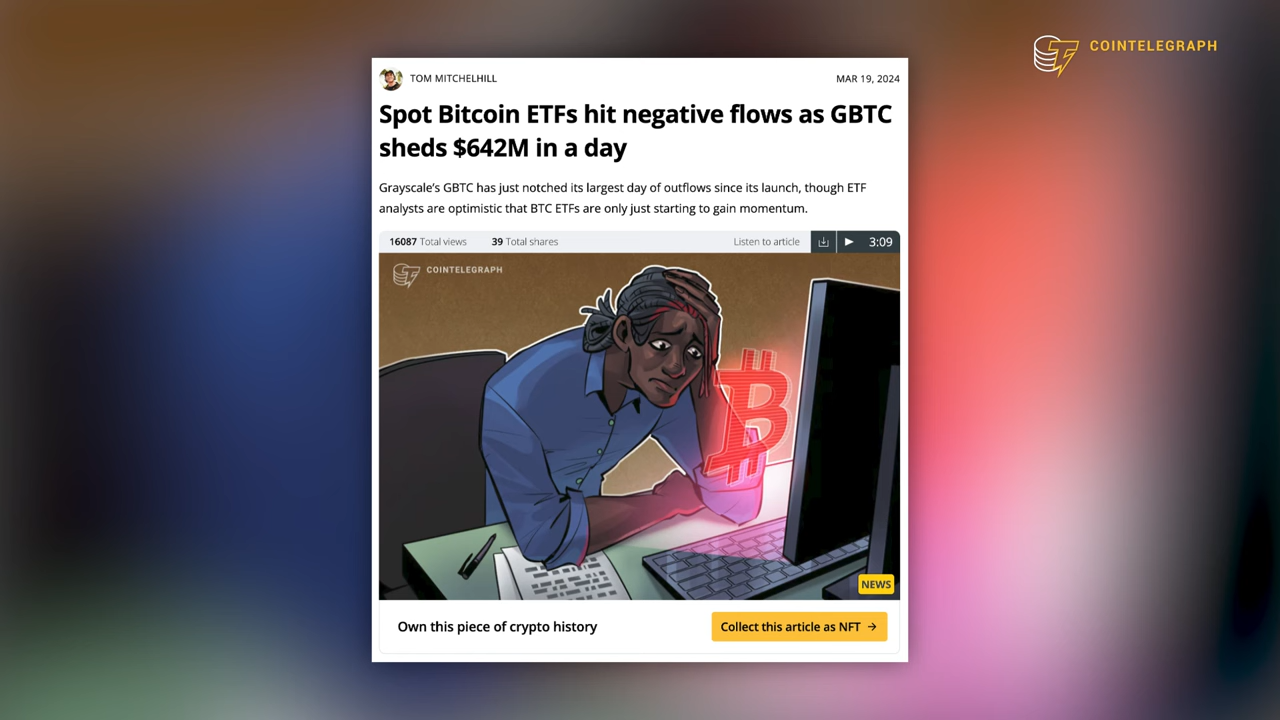 COINTELEGRAPH
TOM MITCHELHILL
MAR 19, 2024
Spot Bitcoin ETFs hit negative flows as GBTC
sheds $642M in a day
Grayscale’s GBTC has just notched its largest day of outflows since its launch, though ETF
analysts are optimistic that BTC ETFs are only just starting to gain momentum.
16087 Total views 39 Total shares Listen to article 3:09
COINTELEGRAPH
NEWS
Own this piece of crypto history
Collect this article as NFT →